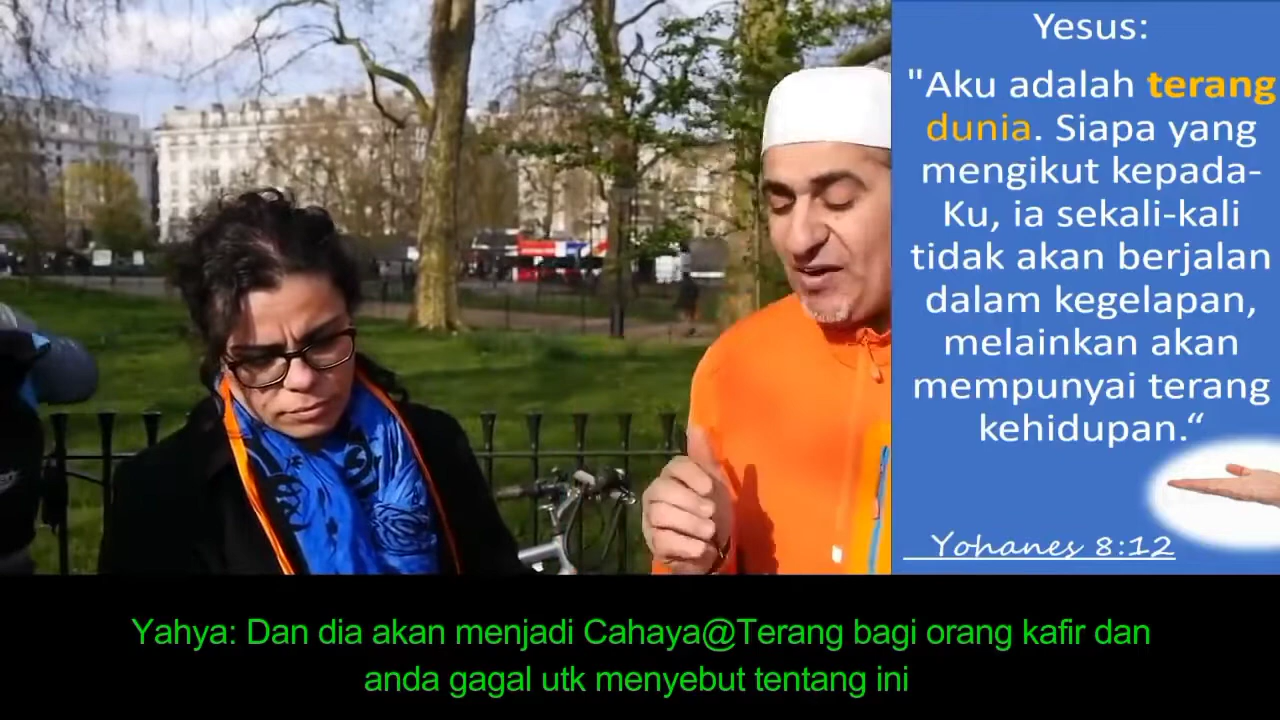 Yesus:
"Aku adalah terang
dunia. Siapa yang
mengikut kepada-
Ku, ia sekali-kali
tidak akan berjalan
dalam kegelapan,
melainkan akan
mempunyai terang
kehidupan.“
Yohanes 8:12
Yahya: Dan dia akan menjadi Cahaya@Terang bagi orang kafir dan
anda gagal utk menyebut tentang ini